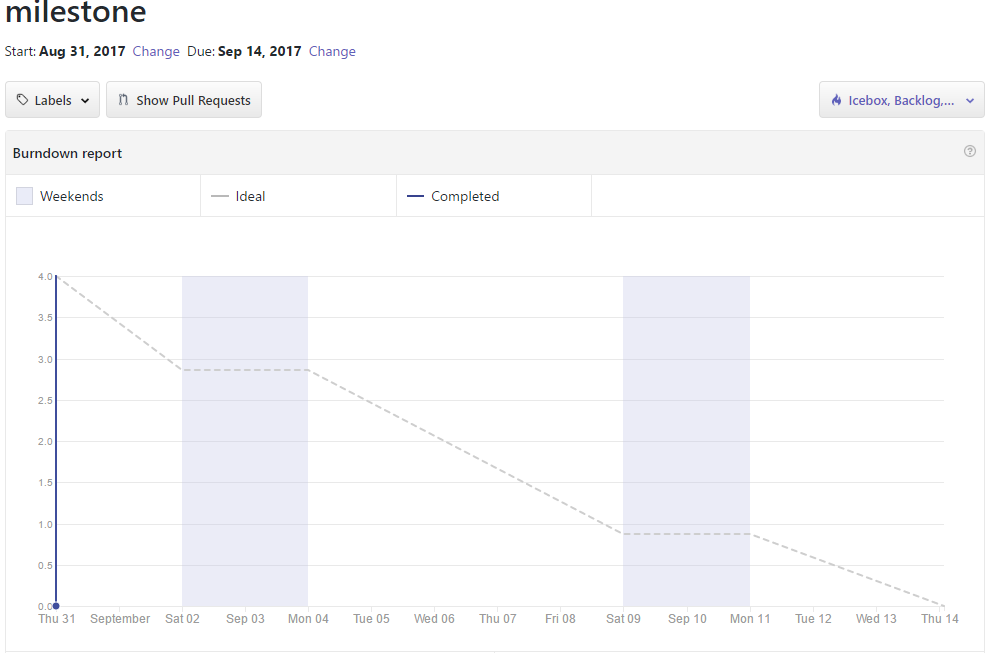 milestone
Start: Aug 31, 2017 Change Due: Sep 14, 2017 Change
Labels Show Pull Requests Icebox, Backlog,...
Burndown report ?
Weekends Ideal Completed
4.0
3.5
3.0
2.5
2.0
1.5
1.0
0.5
0.0
Thu 31 September Sat 02 Sep 03 Mon 04 Tue 05 Wed 06 Thu 07 Fri 08 Sat 09 Sep 10 Mon 11 Tue 12 Wed 13 Thu 14